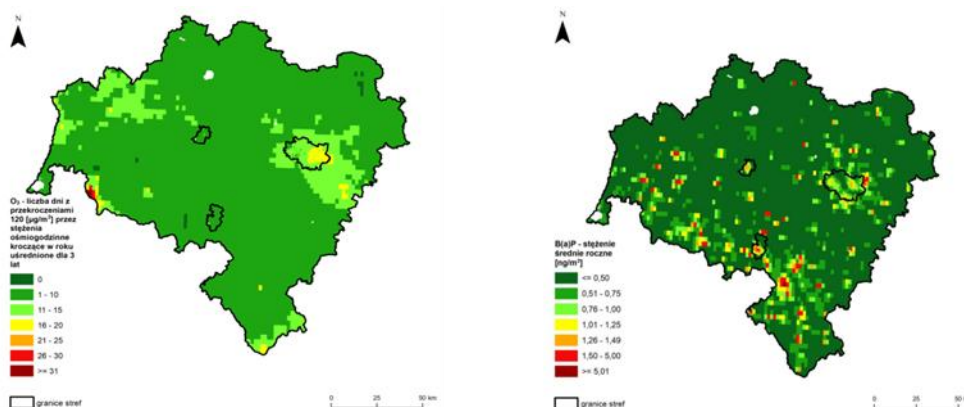 N
O₃ - liczba dni z
przekroczeniami
120 [µg/m³] przez
stężenia
ośmiogodzinne
kroczące w roku
uśrednione dla 3
lat
0
1 - 10
11 - 15
16 - 20
21 - 25
26 - 30
>= 31
granice stref
0 25 50 km
N
B(a)P - stężenie
średnie roczne
[ng/m³]
<= 0,50
0,51 - 0,75
0,76 - 1,00
1,01 - 1,25
1,26 - 1,49
1,50 - 5,00
>= 5,01
granice stref
0 25 50 km